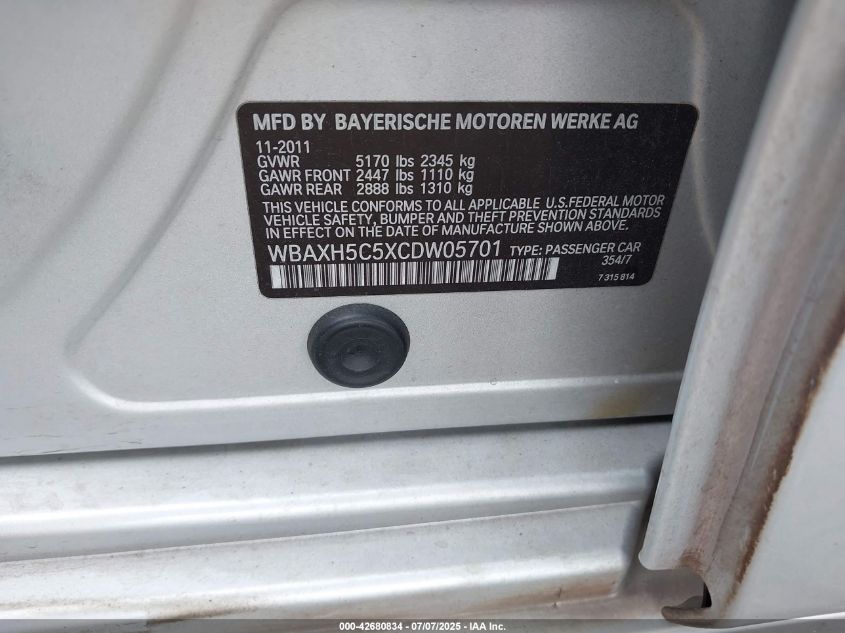 MFD BY BAYERISCHE MOTOREN WERKE AG
11-2011
GVWR 5170 lbs 2345 kg
GAWR FRONT 2447 lbs 1110 kg
GAWR REAR 2888 lbs 1310 kg
THIS VEHICLE CONFORMS TO ALL APPLICABLE U.S.FEDERAL MOTOR
VEHICLE SAFETY, BUMPER AND THEFT PREVENTION STANDARDS
IN EFFECT ON THE DATE OF MANUFACTURE SHOWN ABOVE.
WBAXH5C5XCDW05701 TYPE: PASSENGER CAR
354/7
7 315 814
000-42680834 - 07/07/2025 - IAA Inc.